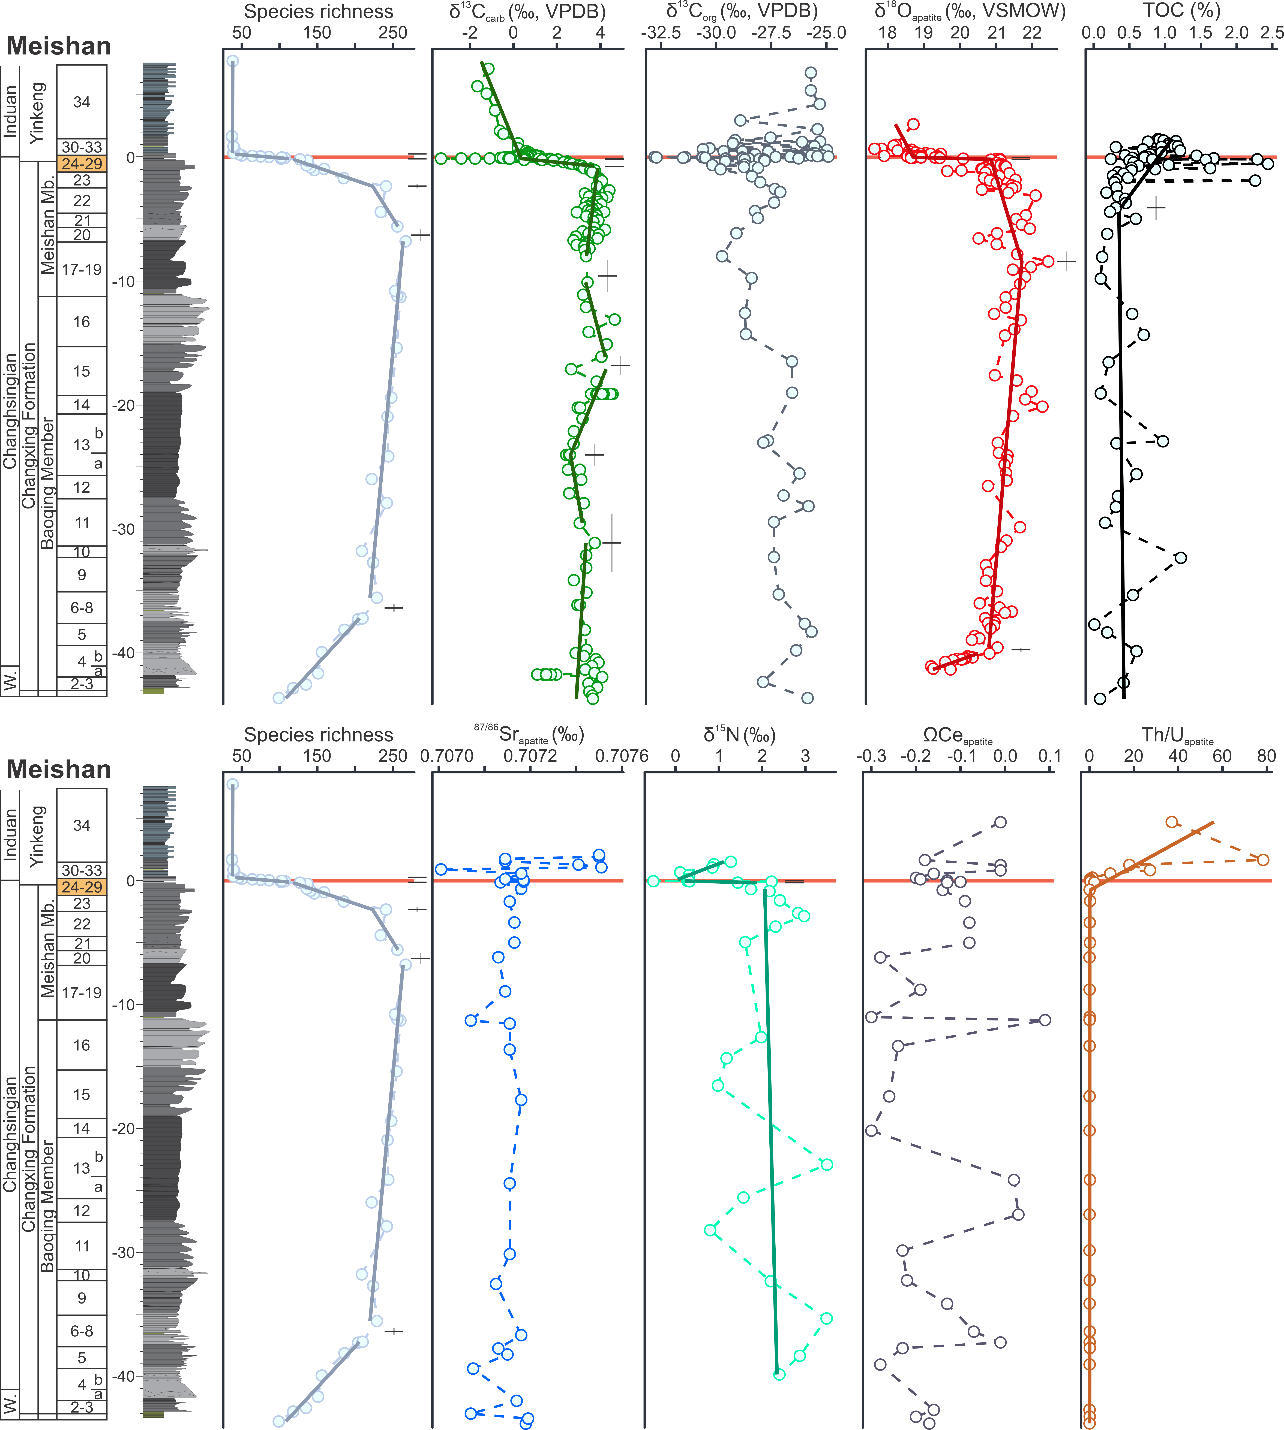 Species richness
δ13Ccarb (‰, VPDB)
δ13Corg (‰, VPDB)
δ18Oapatite (‰, VSMOW)
TOC (%)
Meishan
50 150 250
-2 0 2 4
-32.5 -30.0 -27.5 -25.0
18 19 20 21 22
0.0 0.5 1.0 1.5 2.0 2.5
Induan
Yinkeng
Changhsingian
W.
Changxing Formation
Meishan Mb.
Baoqing Member
34
30-33
24-29
23
22
21
20
17-19
16
15
14
13 b
a
12
11
10
9
6-8
5
4 b
a
2-3
0
-10
-20
-30
-40
Species richness
87/86Srapatite (‰)
δ15N (‰)
ΩCeapatite
Th/Uapatite
Meishan
50 150 250
0.7070 0.7072 0.7076
0 1 2 3
-0.3 -0.2 -0.1 0.0 0.1
0 20 40 60 80
Induan
Yinkeng
Changhsingian
W.
Changxing Formation
Meishan Mb.
Baoqing Member
34
30-33
24-29
23
22
21
20
17-19
16
15
14
13 b
a
12
11
10
9
6-8
5
4 b
a
2-3
0
-10
-20
-30
-40